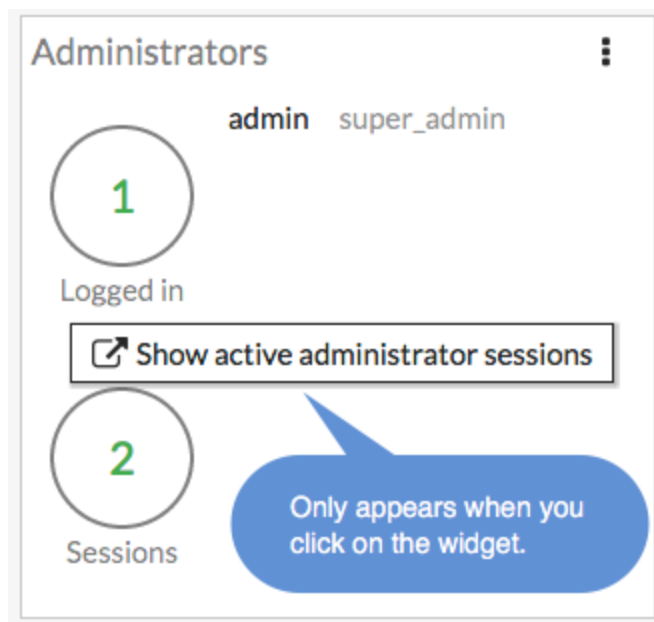 Administrators
admin super_admin
1
Logged in
Show active administrator sessions
2
Sessions
Only appears when you
click on the widget.